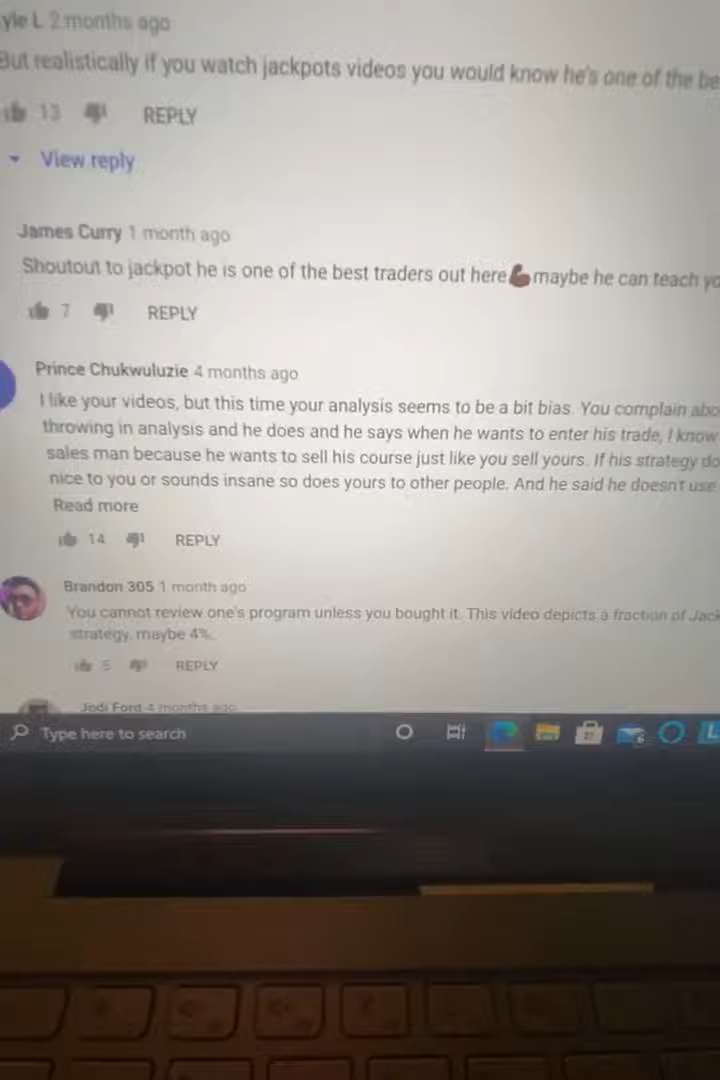 yle L 2 months ago
But realistically if you watch jackpots videos you would know he's one of the be
13 REPLY
View reply
James Curry 1 month ago
Shoutout to jackpot he is one of the best traders out here💪🏾maybe he can teach yo
7 REPLY
Prince Chukwuluzie 4 months ago
I like your videos, but this time your analysis seems to be a bit bias. You complain abo
throwing in analysis and he does and he says when he wants to enter his trade, I know
sales man because he wants to sell his course just like you sell yours. If his strategy do
nice to you or sounds insane so does yours to other people. And he said he doesn't use
Read more
14 REPLY
Brandon 305 1 month ago
You cannot review one's program unless you bought it. This video depicts a fraction of Jack
strategy, maybe 4%.
5 REPLY
Jodi Ford 4 months ago
Type here to search